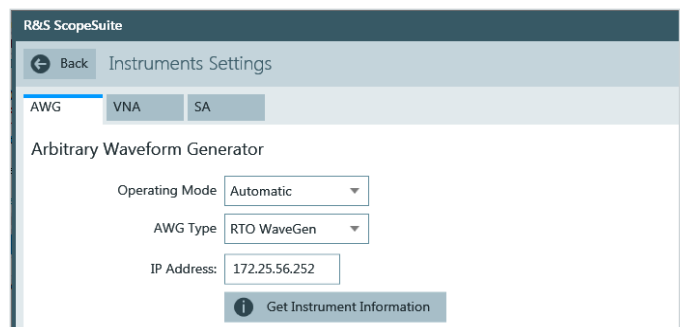 R&S ScopeSuite
Back Instruments Settings
AWG VNA SA
Arbitrary Waveform Generator
Operating Mode Automatic
AWG Type RTO WaveGen
IP Address: 172.25.56.252
Get Instrument Information